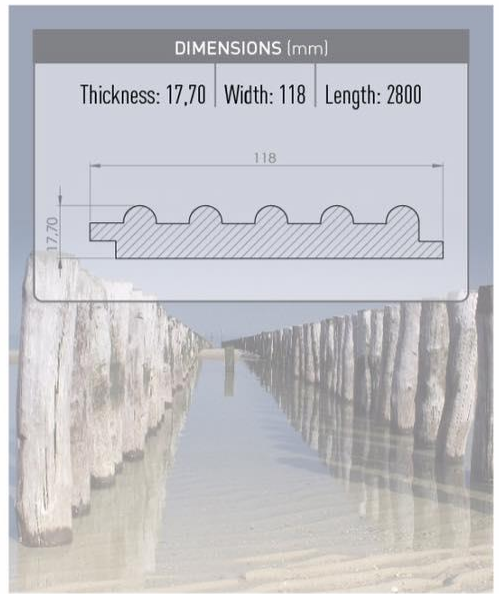 DIMENSIONS (mm)
Thickness: 17,70 | Width: 118 | Length: 2800
118
17,70